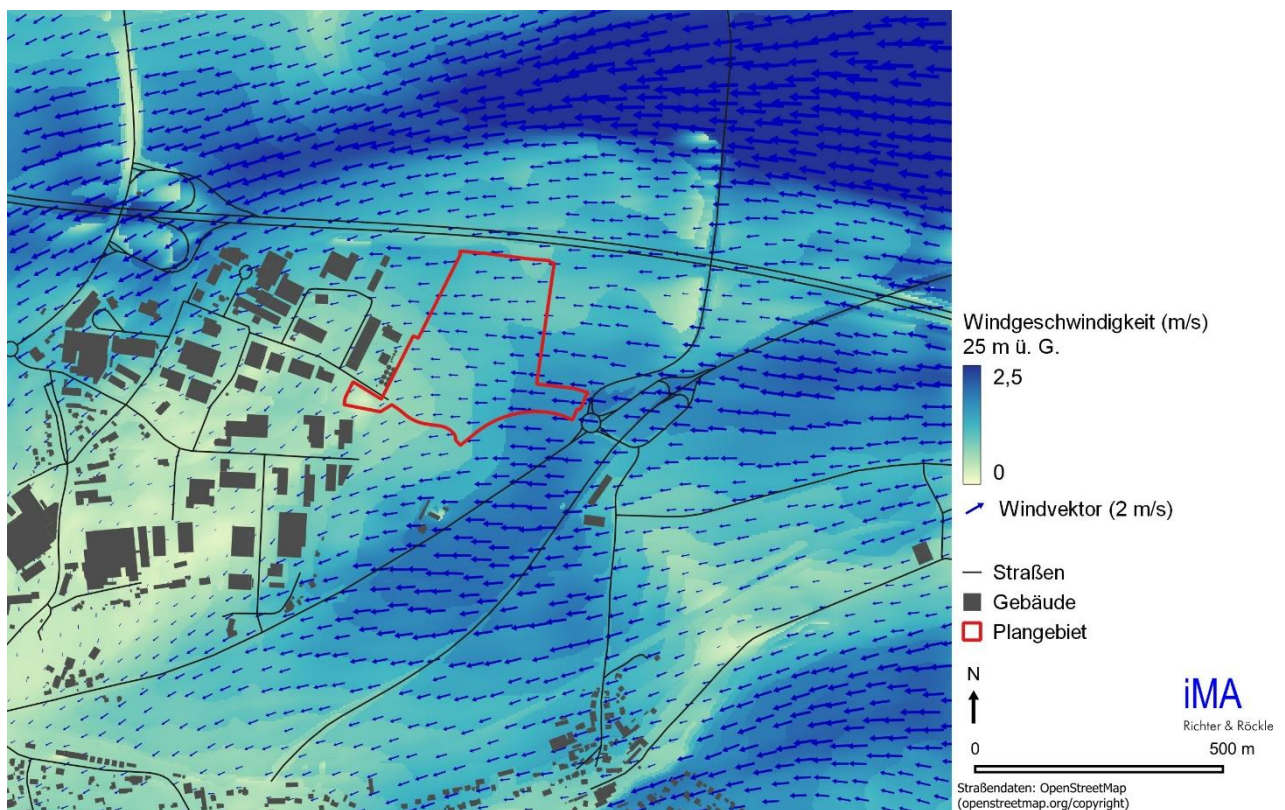 Windgeschwindigkeit (m/s)
25 m ü. G.
2,5
0
Windvektor (2 m/s)
Straßen
Gebäude
Plangebiet
N
iMA
Richter & Röckle
0 500 m
Straßendaten: OpenStreetMap
(openstreetmap.org/copyright)